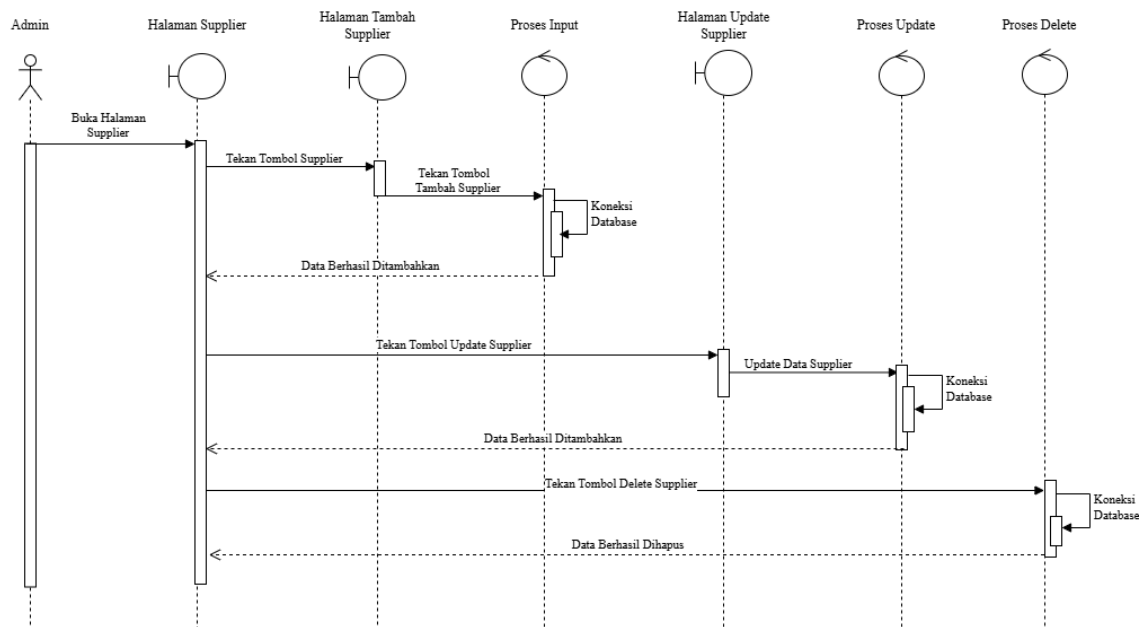 Admin
Halaman Supplier
Halaman Tambah
Supplier
Proses Input
Halaman Update
Supplier
Proses Update
Proses Delete
Buka Halaman
Supplier
Tekan Tombol Supplier
Tekan Tombol
Tambah Supplier
Koneksi
Database
Data Berhasil Ditambahkan
Tekan Tombol Update Supplier
Update Data Supplier
Koneksi
Database
Data Berhasil Ditambahkan
Tekan Tombol Delete Supplier
Koneksi
Database
Data Berhasil Dihapus